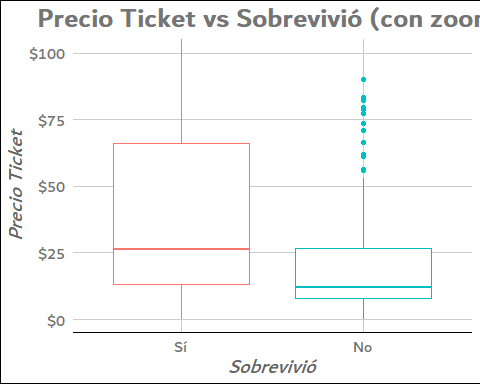 Precio Ticket vs Sobrevivió (con zoom
$100
$75
$50
$25
$0
Precio Ticket
Sí No
Sobrevivió